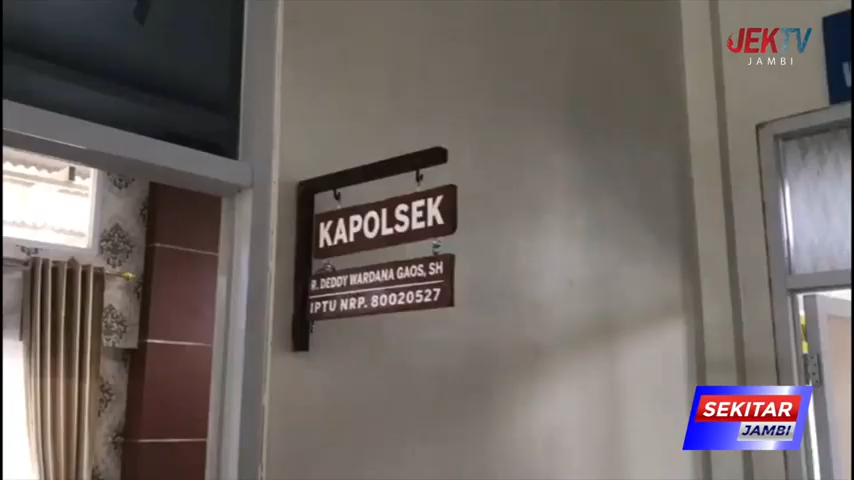 JEKTV
JAMBI
KAPOLSEK
R. DEDDY WARDANA GAOS, SH
IPTU NRP. 80020527
SEKITAR
JAMBI